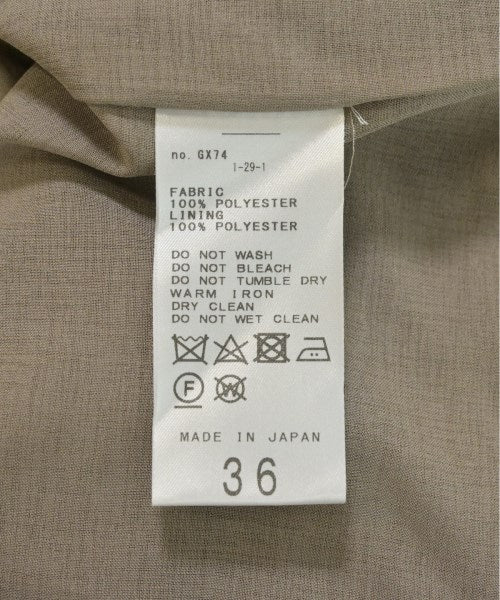 no. GX74
1-29-1
FABRIC
100% POLYESTER
LINING
100% POLYESTER
DO NOT WASH
DO NOT BLEACH
DO NOT TUMBLE DRY
WARM IRON
DRY CLEAN
DO NOT WET CLEAN
F W
MADE IN JAPAN
36